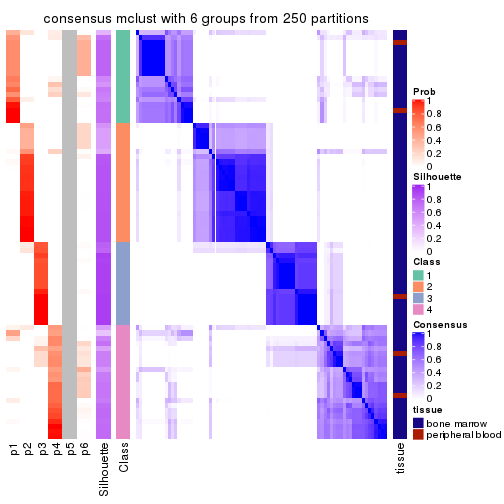 consensus mclust with 6 groups from 250 partitions
Prob
1
0.8
0.6
0.4
0.2
0
Silhouette
1
0.8
0.6
0.4
0.2
0
Class
1
2
3
4
Consensus
1
0.8
0.6
0.4
0.2
0
tissue
bone marrow
peripheral blood
p1
p2
p3
p4
p5
p6
Silhouette
Class
tissue